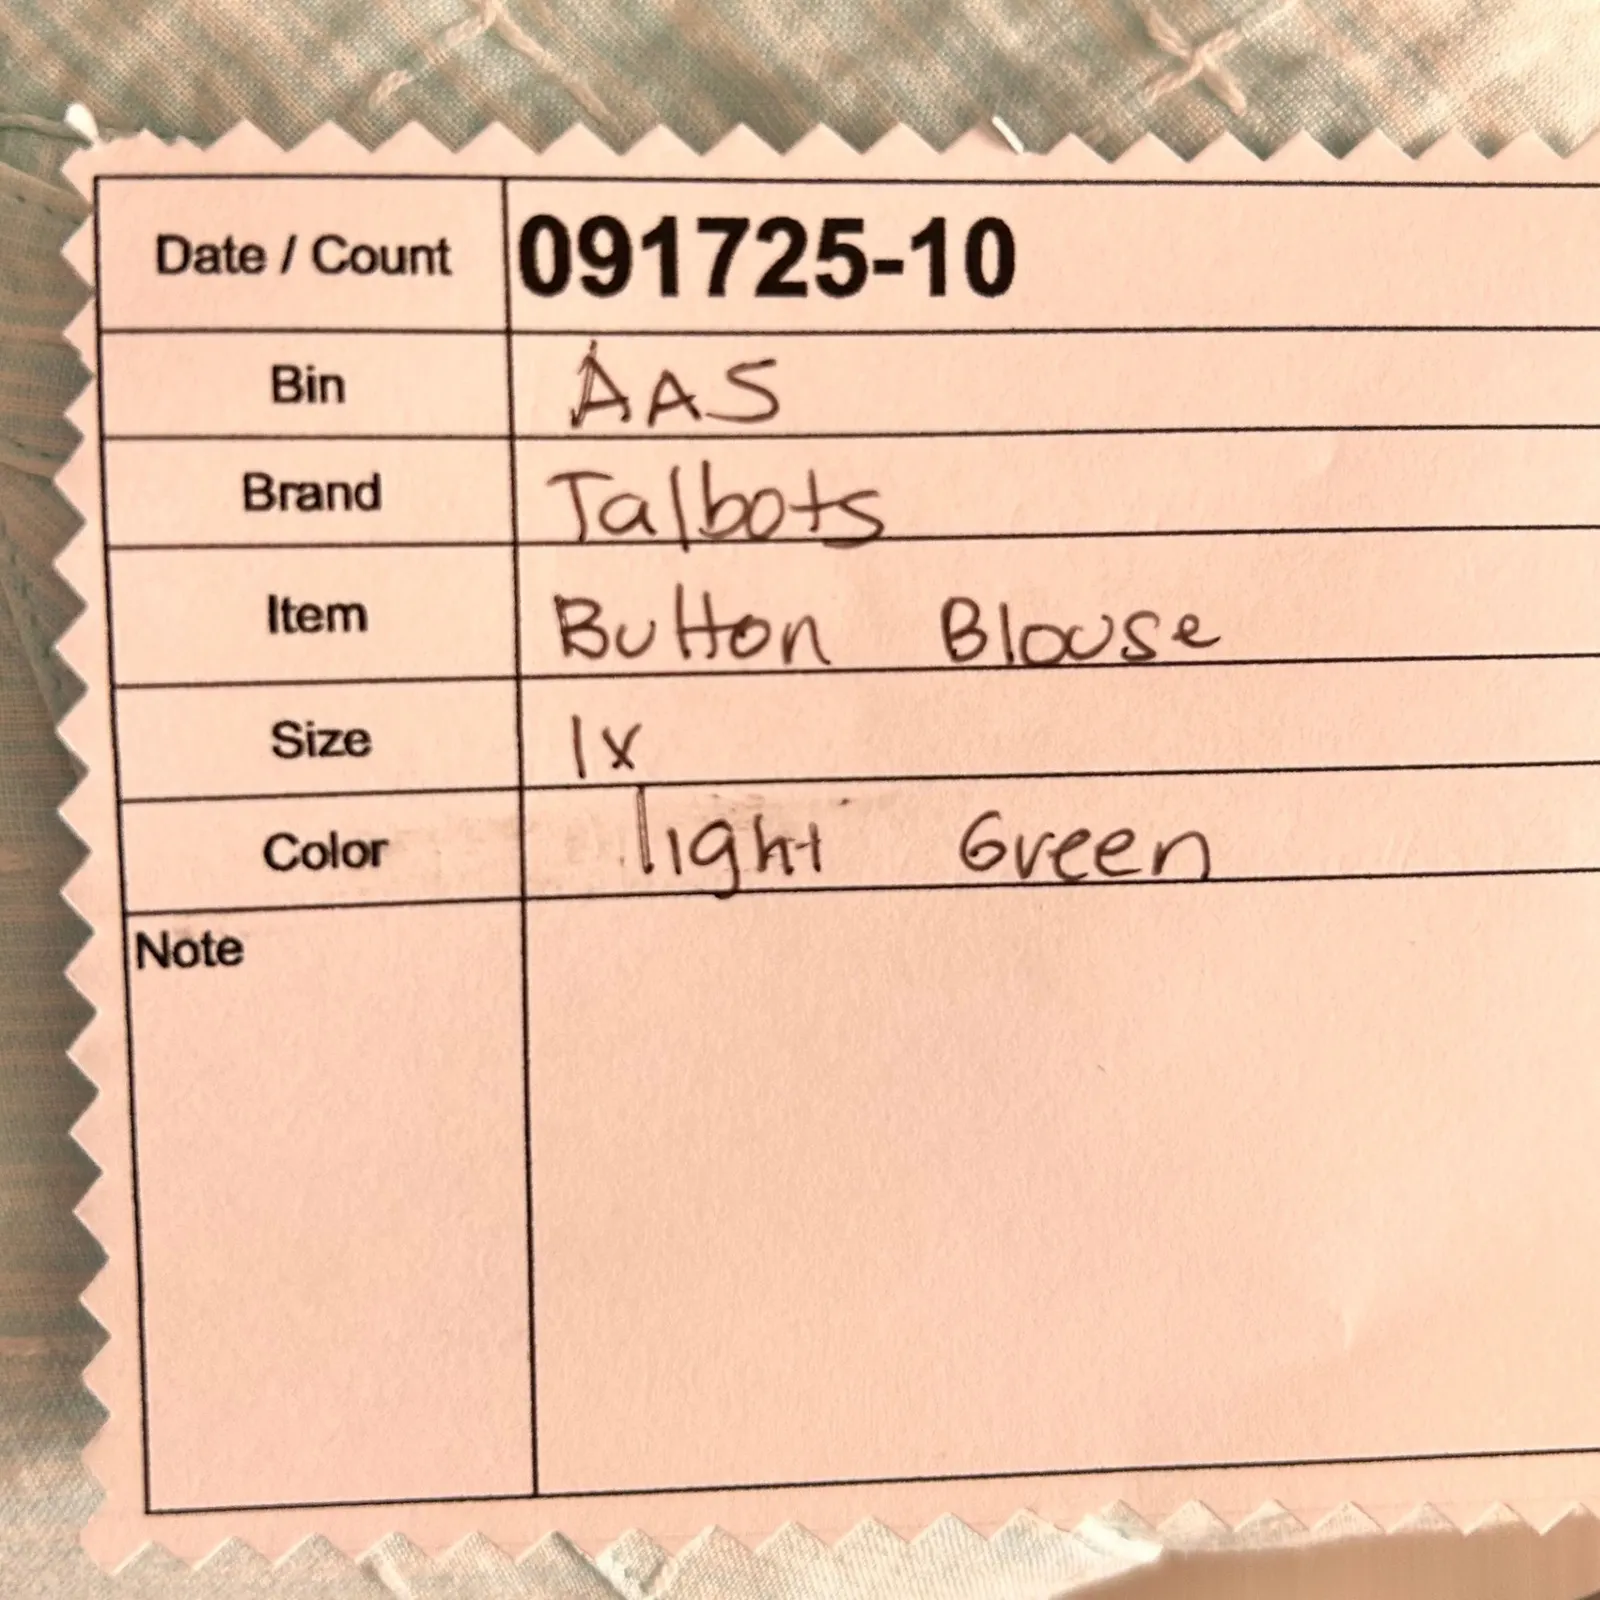 Date / Count 091725-10
Bin AAS
Brand Talbots
Item Button Blouse
Size 1x
Color light Green
Note